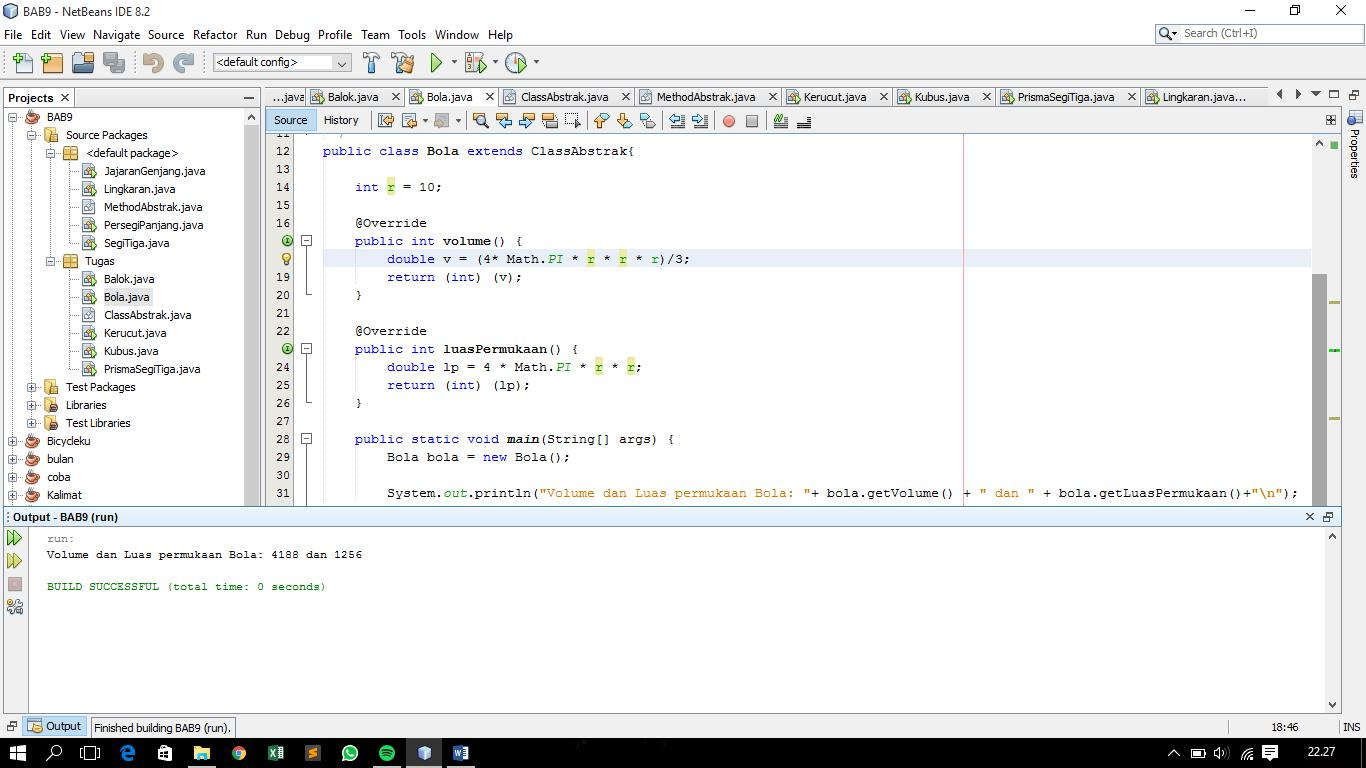 BAB9 - NetBeans IDE 8.2
File Edit View Navigate Source Refactor Run Debug Profile Team Tools Window Help
Search (Ctrl+I)
<default config>
Projects
...java Balok.java Bola.java ClassAbstrak.java MethodAbstrak.java Kerucut.java Kubus.java PrismaSegiTiga.java Lingkaran.java...
Source History
BAB9
Source Packages
<default package>
JajaranGenjang.java
Lingkaran.java
MethodAbstrak.java
PersegiPanjang.java
SegiTiga.java
Tugas
Balok.java
Bola.java
ClassAbstrak.java
Kerucut.java
Kubus.java
PrismaSegiTiga.java
Test Packages
Libraries
Test Libraries
Bicycleku
bulan
coba
Kalimat
11
12 public class Bola extends ClassAbstrak{
13
14 int r = 10;
15
16 @Override
public int volume() {
double v = (4* Math.PI * r * r * r)/3;
19 return (int) (v);
20 }
21
22 @Override
public int luasPermukaan() {
24 double lp = 4 * Math.PI * r * r;
25 return (int) (lp);
26 }
27
28 public static void main(String[] args) {
29 Bola bola = new Bola();
30
31 System.out.println("Volume dan Luas permukaan Bola: "+ bola.getVolume() + " dan " + bola.getLuasPermukaan()+"\n");
Properties
Output - BAB9 (run)
run:
Volume dan Luas permukaan Bola: 4188 dan 1256
BUILD SUCCESSFUL (total time: 0 seconds)
Output
Finished building BAB9 (run).
18:46 INS
22.27